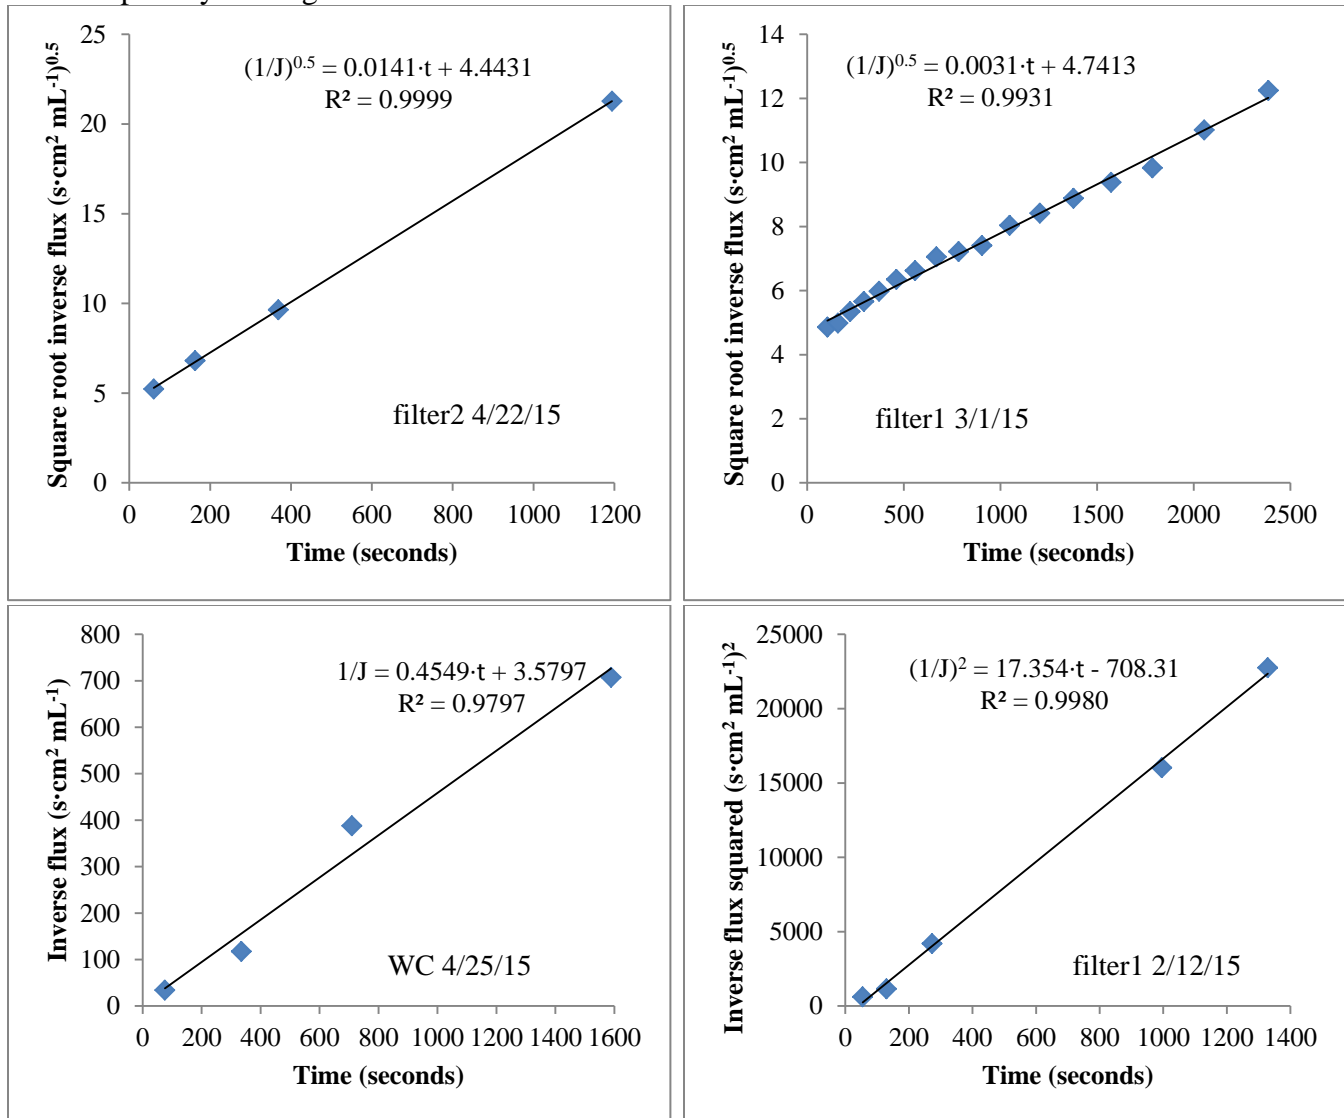 25
20
15
10
5
0
Square root inverse flux (s·cm² mL⁻¹)⁰·⁵
(1/J)⁰·⁵ = 0.0141·t + 4.4431
R² = 0.9999
filter2 4/22/15
0 200 400 600 800 1000 1200
Time (seconds)
14
12
10
8
6
4
2
0
Square root inverse flux (s·cm² mL⁻¹)⁰·⁵
(1/J)⁰·⁵ = 0.0031·t + 4.7413
R² = 0.9931
filter1 3/1/15
0 500 1000 1500 2000 2500
Time (seconds)
800
700
600
500
400
300
200
100
0
Inverse flux (s·cm² mL⁻¹)
1/J = 0.4549·t + 3.5797
R² = 0.9797
WC 4/25/15
0 200 400 600 800 1000 1200 1400 1600
Time (seconds)
25000
20000
15000
10000
5000
0
Inverse flux squared (s·cm² mL⁻¹)²
(1/J)² = 17.354·t - 708.31
R² = 0.9980
filter1 2/12/15
0 200 400 600 800 1000 1200 1400
Time (seconds)